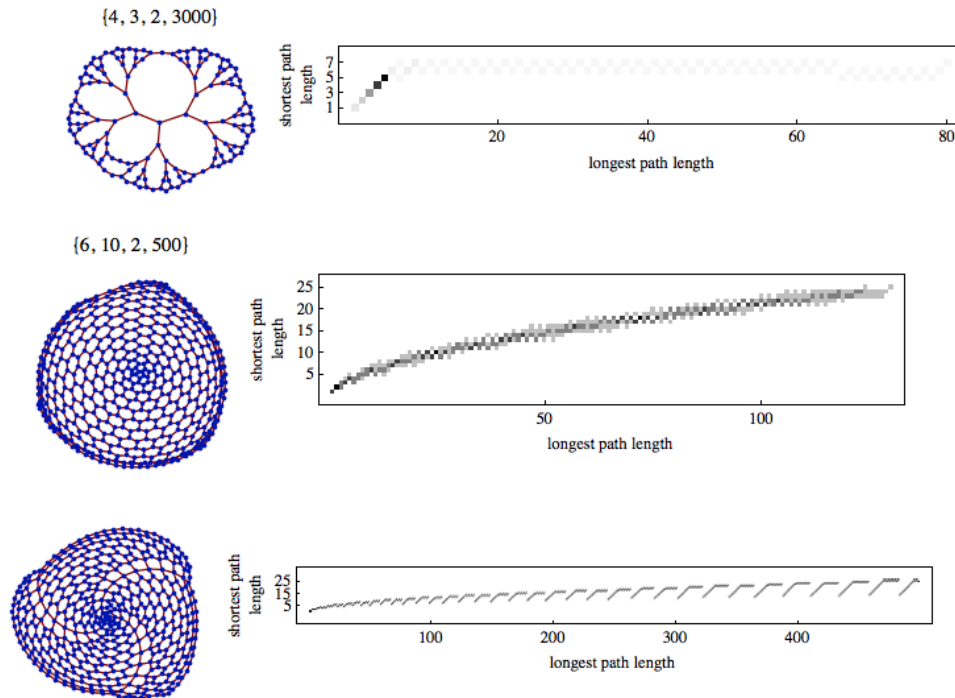 {4, 3, 2, 3000}
shortest path
length
7
5
3
1
20
40
60
80
longest path length
{6, 10, 2, 500}
shortest path
length
25
20
15
10
5
50
100
longest path length
shortest path
length
25
15
5
100
200
300
400
longest path length